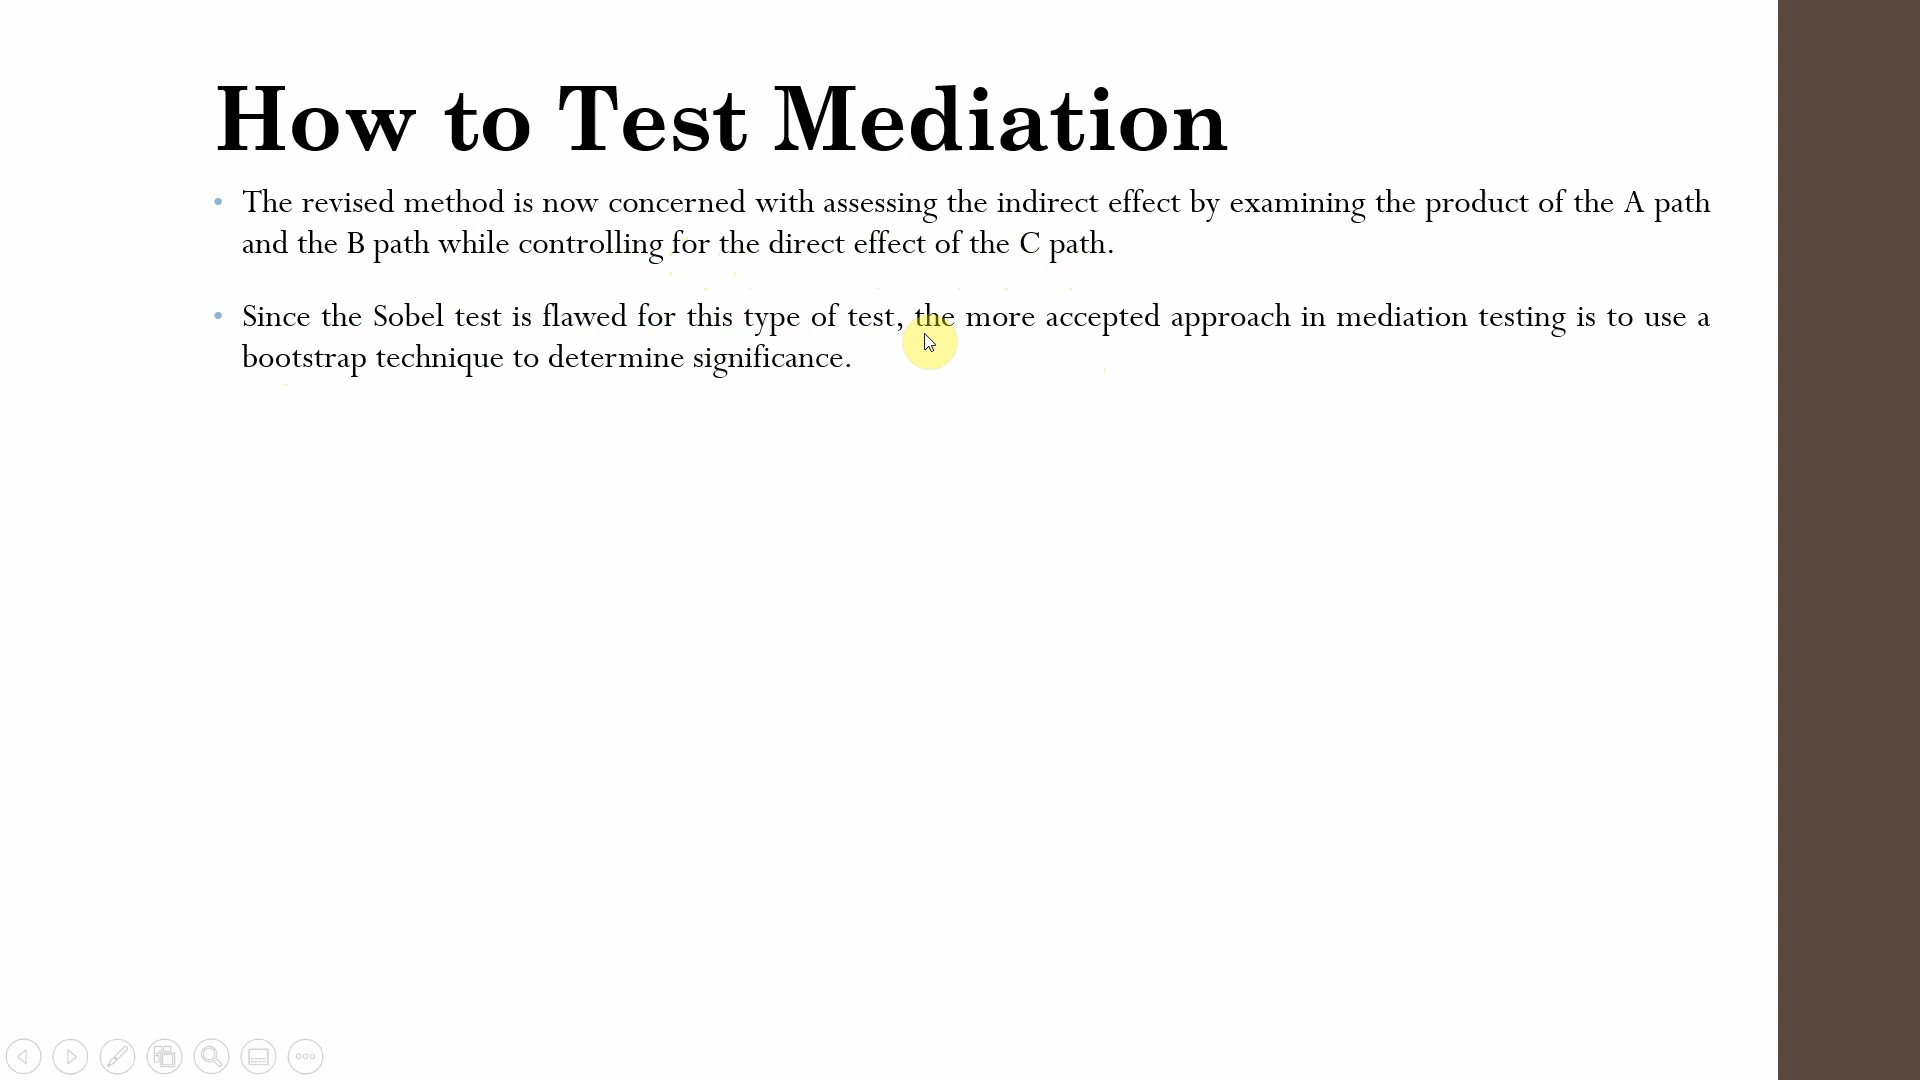 How to Test Mediation
• The revised method is now concerned with assessing the indirect effect by examining the product of the A path
and the B path while controlling for the direct effect of the C path.
• Since the Sobel test is flawed for this type of test, the more accepted approach in mediation testing is to use a
bootstrap technique to determine significance.